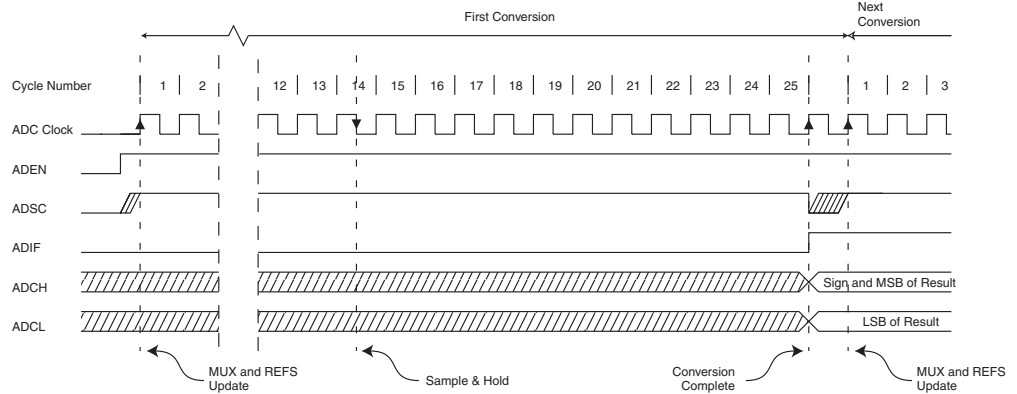 First Conversion
Next
Conversion
Cycle Number 1 2 12 13 14 15 16 17 18 19 20 21 22 23 24 25 1 2 3
ADC Clock
ADEN
ADSC
ADIF
ADCH Sign and MSB of Result
ADCL LSB of Result
MUX and REFS
Update
Sample & Hold
Conversion
Complete
MUX and REFS
Update